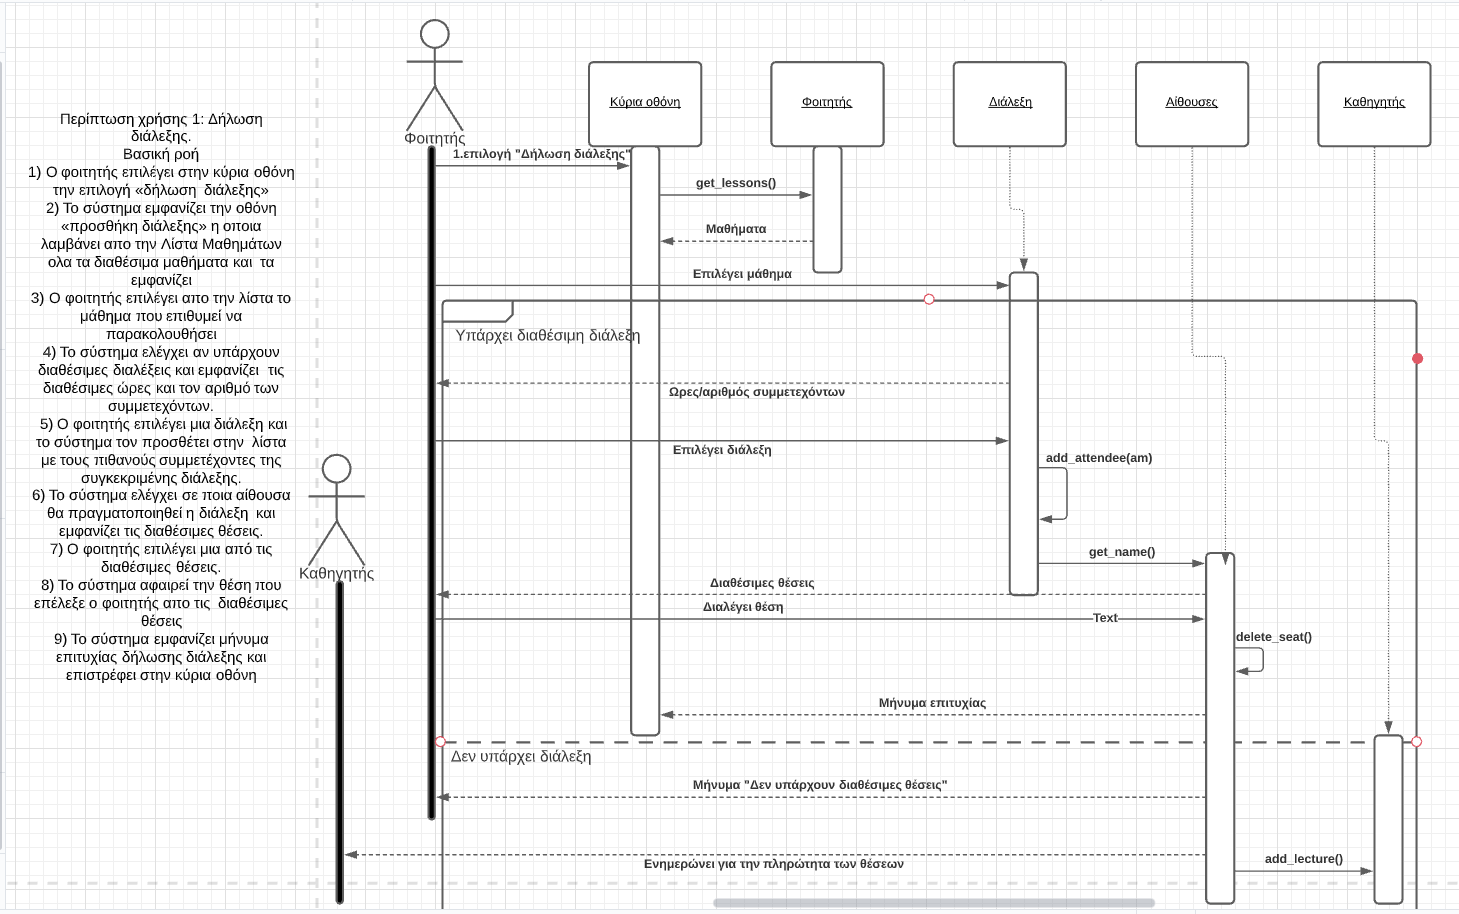 Περίπτωση χρήσης 1: Δήλωση
διάλεξης.
Βασική ροή
1) Ο φοιτητής επιλέγει στην κύρια οθόνη
την επιλογή «δήλωση διάλεξης»
2) Το σύστημα εμφανίζει την οθόνη
«προσθήκη διάλεξης» η οποια
λαμβάνει απο την Λίστα Μαθημάτων
ολα τα διαθέσιμα μαθήματα και τα
εμφανίζει
3) Ο φοιτητής επιλέγει απο την λίστα το
μάθημα που επιθυμεί να
παρακολουθήσει
4) Το σύστημα ελέγχει αν υπάρχουν
διαθέσιμες διαλέξεις και εμφανίζει τις
διαθέσιμες ώρες και τον αριθμό των
συμμετεχόντων.
5) Ο φοιτητής επιλέγει μια διάλεξη και
το σύστημα τον προσθέτει στην λίστα
με τους πιθανούς συμμετέχοντες της
συγκεκριμένης διάλεξης.
6) Το σύστημα ελέγχει σε ποια αίθουσα
θα πραγματοποιηθεί η διάλεξη και
εμφανίζει τις διαθέσιμες θέσεις.
7) Ο φοιτητής επιλέγει μια από τις
διαθέσιμες θέσεις.
8) Το σύστημα αφαιρεί την θέση που
επέλεξε ο φοιτητής απο τις διαθέσιμες
θέσεις
9) Το σύστημα εμφανίζει μήνυμα
επιτυχίας δήλωσης διάλεξης και
επιστρέφει στην κύρια οθόνη
Φοιτητής
Καθηγητής
Κύρια οθόνη
Φοιτητής
Διάλεξη
Αίθουσες
Καθηγητής
1.επιλογή "Δήλωση διάλεξης"
get_lessons()
Μαθήματα
Επιλέγει μάθημα
Υπάρχει διαθέσιμη διάλεξη
Ωρες/αριθμός συμμετεχόντων
Επιλέγει διάλεξη
add_attendee(am)
get_name()
Διαθέσιμες θέσεις
Διαλέγει θέση
Text
delete_seat()
Μήνυμα επιτυχίας
Δεν υπάρχει διάλεξη
Μήνυμα "Δεν υπάρχουν διαθέσιμες θέσεις"
Ενημερώνει για την πληρότητα των θέσεων
add_lecture()